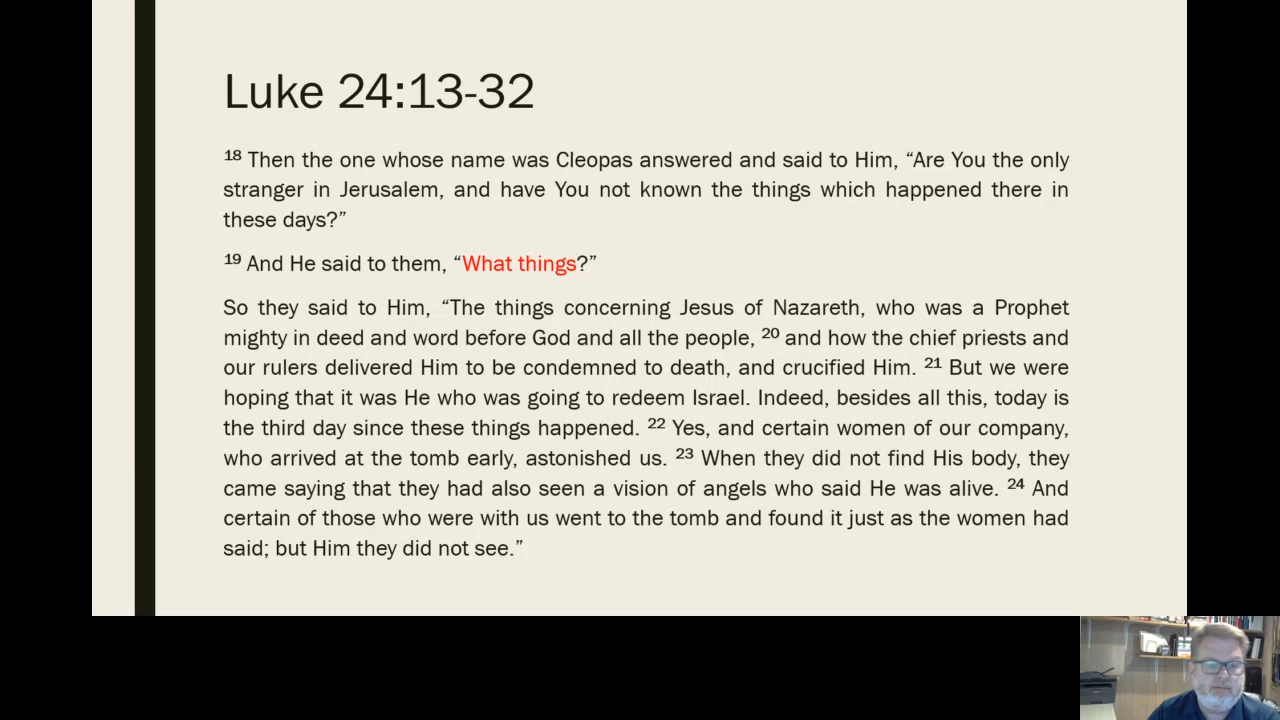 Luke 24:13-32
18 Then the one whose name was Cleopas answered and said to Him, “Are You the only
stranger in Jerusalem, and have You not known the things which happened there in
these days?”
19 And He said to them, “What things?”
So they said to Him, “The things concerning Jesus of Nazareth, who was a Prophet
mighty in deed and word before God and all the people, 20 and how the chief priests and
our rulers delivered Him to be condemned to death, and crucified Him. 21 But we were
hoping that it was He who was going to redeem Israel. Indeed, besides all this, today is
the third day since these things happened. 22 Yes, and certain women of our company,
who arrived at the tomb early, astonished us. 23 When they did not find His body, they
came saying that they had also seen a vision of angels who said He was alive. 24 And
certain of those who were with us went to the tomb and found it just as the women had
said; but Him they did not see.”